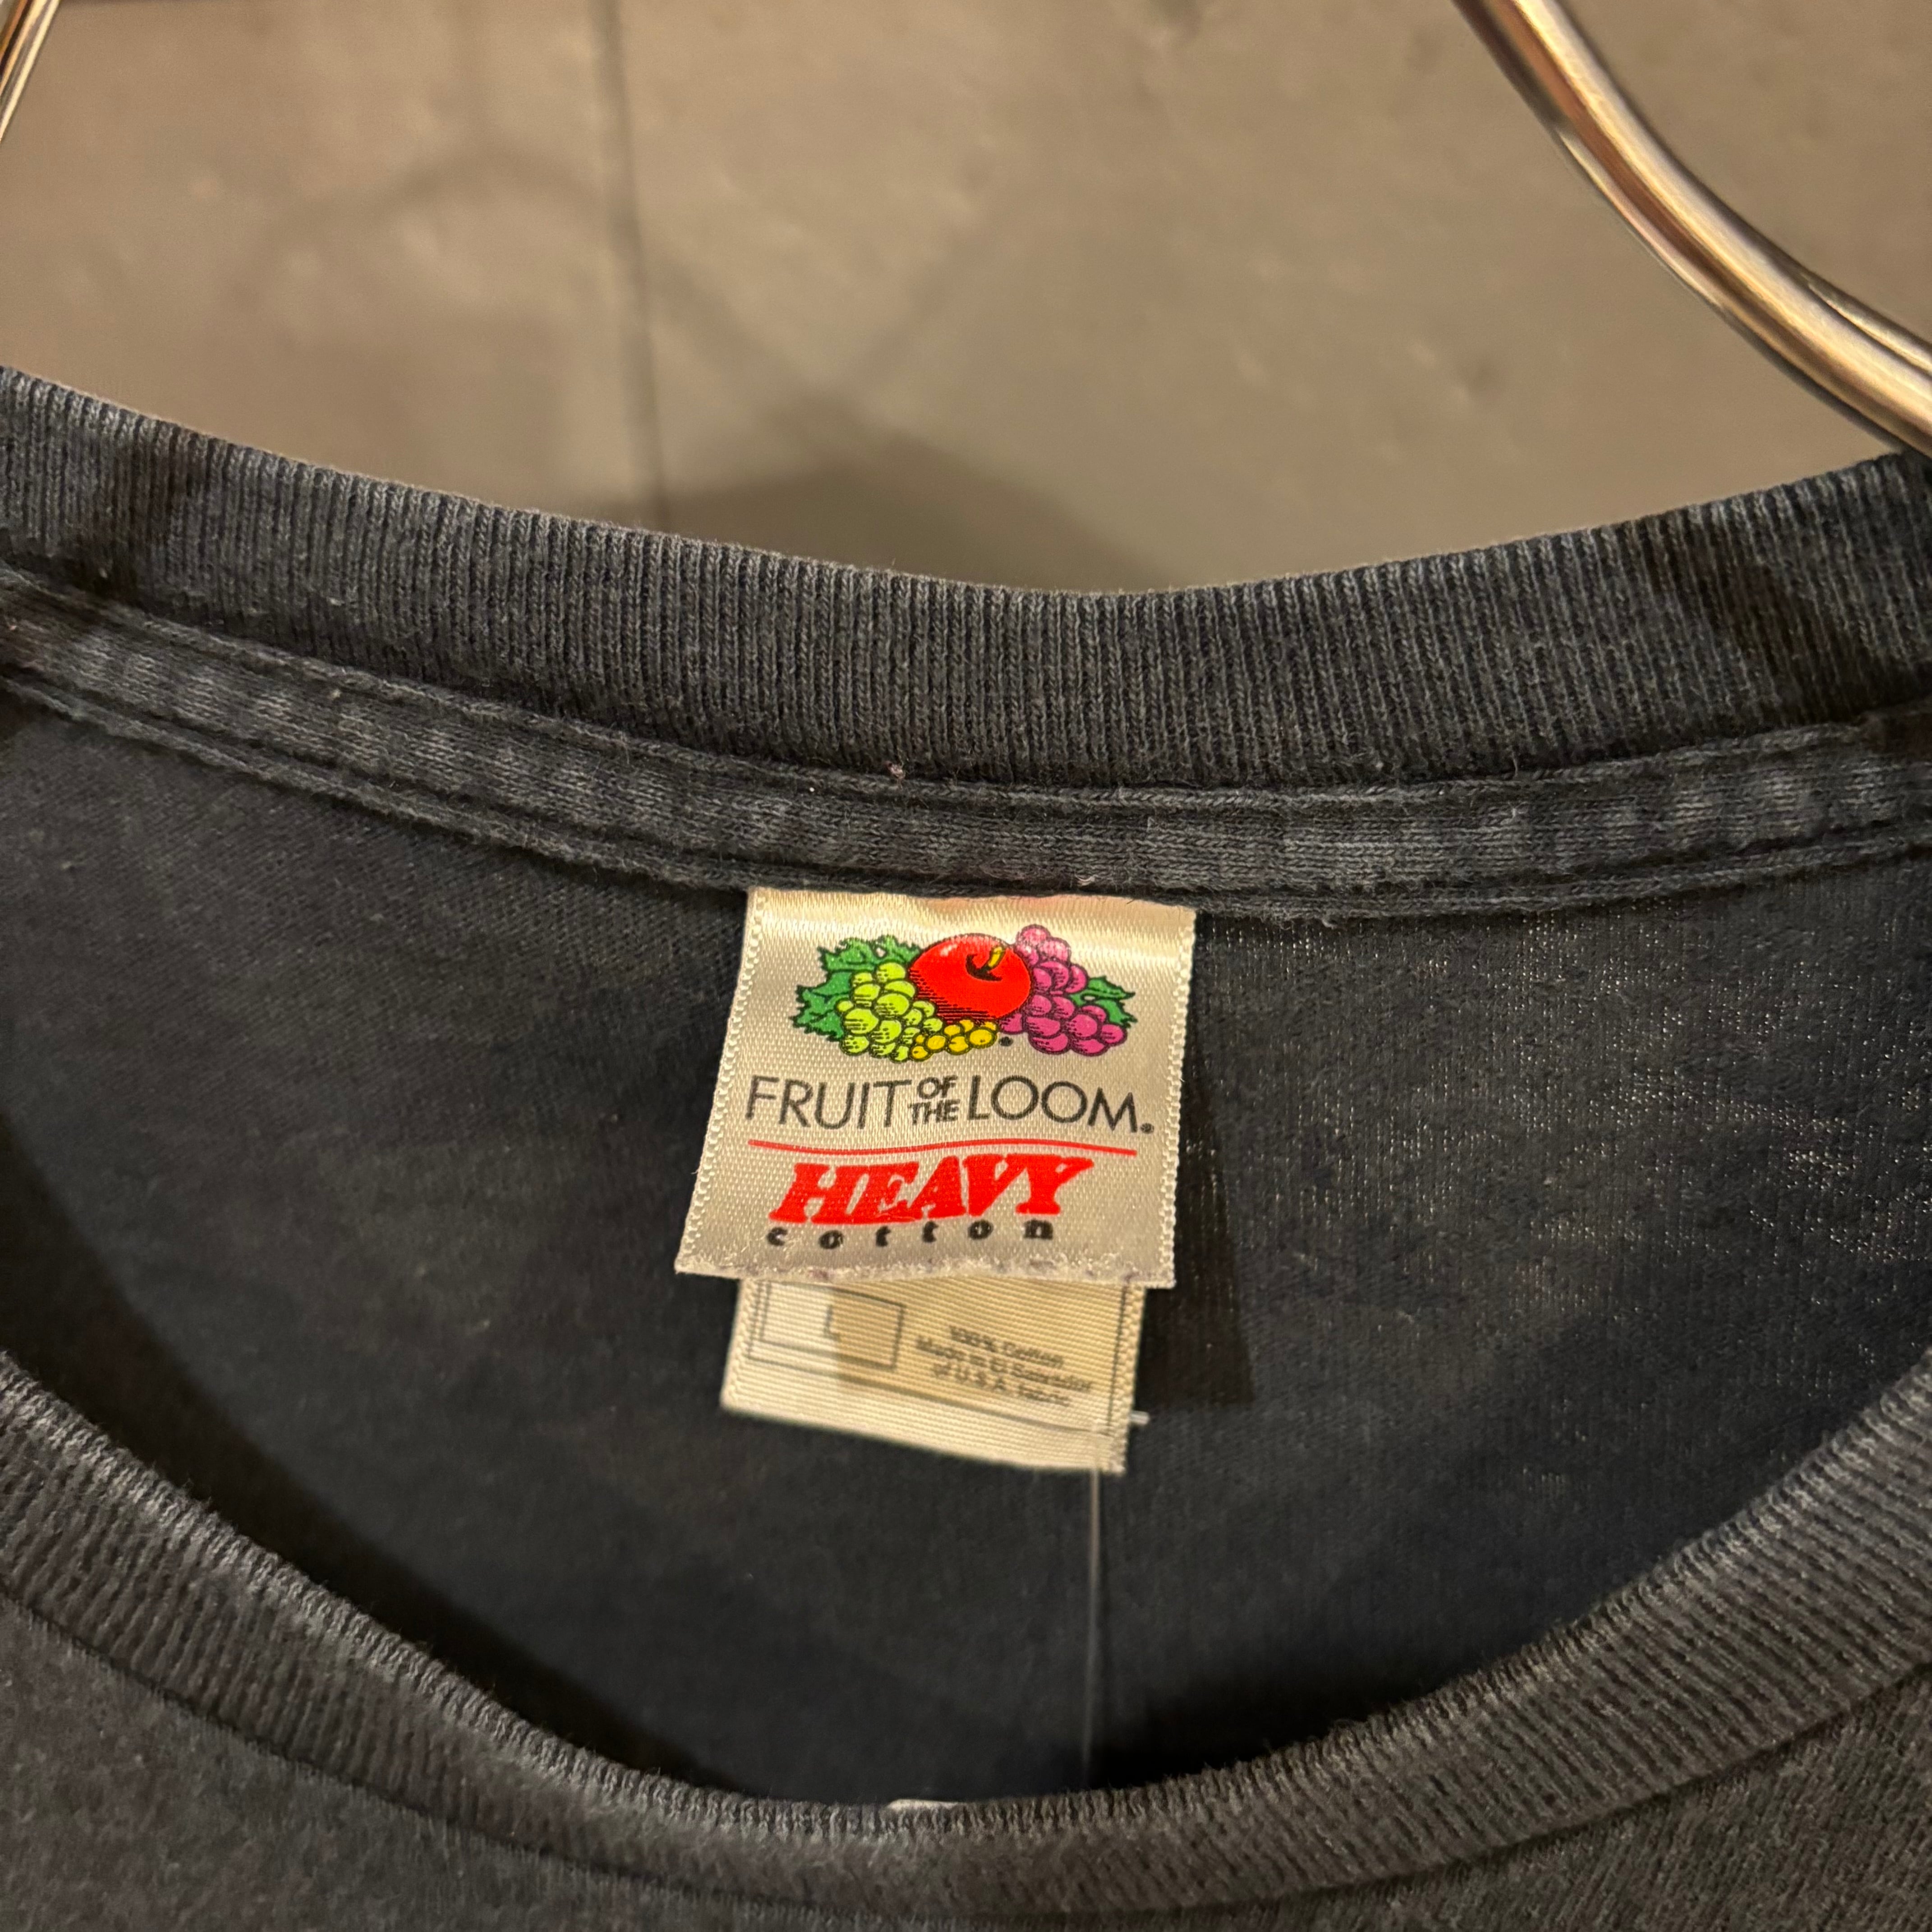 FRUIT OF THE LOOM.
HEAVY
cotton
L
100% Cotton
Made in El Salvador
of U.S.A. fabric